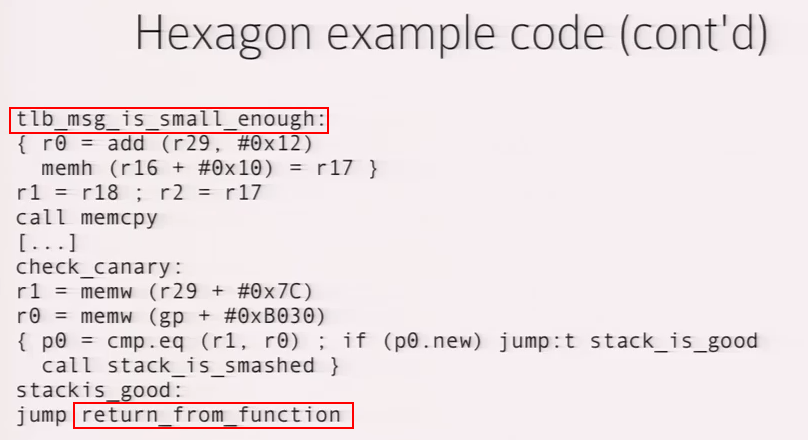 Hexagon example code (cont'd)
tlb_msg_is_small_enough:
{ r0 = add (r29, #0x12)
memh (r16 + #0x10) = r17 }
r1 = r18 ; r2 = r17
call memcpy
[...]
check_canary:
r1 = memw (r29 + #0x7C)
r0 = memw (gp + #0xB030)
{ p0 = cmp.eq (r1, r0) ; if (p0.new) jump:t stack_is_good
call stack_is_smashed }
stackis_good:
jump return_from_function